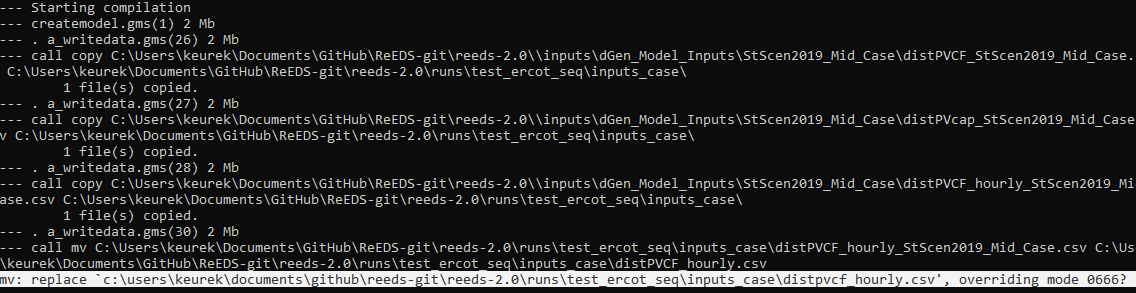 --- Starting compilation
--- createmodel.gms(1) 2 Mb
--- . a_writedata.gms(26) 2 Mb
--- call copy C:\Users\keurek\Documents\GitHub\ReEDS-git\reeds-2.0\\inputs\dGen_Model_Inputs\StScen2019_Mid_Case\distPVCF_StScen2019_Mid_Case.
 C:\Users\keurek\Documents\GitHub\ReEDS-git\reeds-2.0\runs\test_ercot_seq\inputs_case\
        1 file(s) copied.
--- . a_writedata.gms(27) 2 Mb
--- call copy C:\Users\keurek\Documents\GitHub\ReEDS-git\reeds-2.0\\inputs\dGen_Model_Inputs\StScen2019_Mid_Case\distPVcap_StScen2019_Mid_Case
v C:\Users\keurek\Documents\GitHub\ReEDS-git\reeds-2.0\runs\test_ercot_seq\inputs_case\
        1 file(s) copied.
--- . a_writedata.gms(28) 2 Mb
--- call copy C:\Users\keurek\Documents\GitHub\ReEDS-git\reeds-2.0\\inputs\dGen_Model_Inputs\StScen2019_Mid_Case\distPVCF_hourly_StScen2019_Mi
ase.csv C:\Users\keurek\Documents\GitHub\ReEDS-git\reeds-2.0\runs\test_ercot_seq\inputs_case\
        1 file(s) copied.
--- . a_writedata.gms(30) 2 Mb
--- call mv C:\Users\keurek\Documents\GitHub\ReEDS-git\reeds-2.0\runs\test_ercot_seq\inputs_case\distPVCF_hourly_StScen2019_Mid_Case.csv C:\Us
\keurek\Documents\GitHub\ReEDS-git\reeds-2.0\runs\test_ercot_seq\inputs_case\distPVCF_hourly.csv
mv: replace `c:\users\keurek\documents\github\reeds-git\reeds-2.0\runs\test_ercot_seq\inputs_case\distpvcf_hourly.csv', overriding mode 0666?